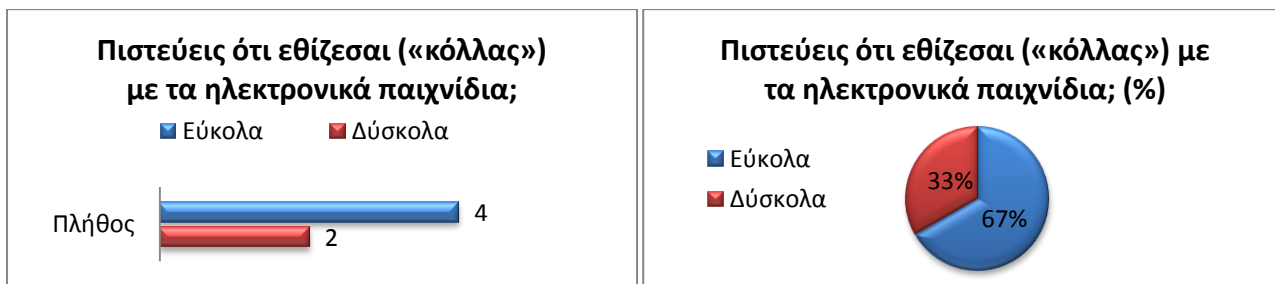 Πιστεύεις ότι εθίζεσαι («κόλλας»)
με τα ηλεκτρονικά παιχνίδια;
Εύκολα Δύσκολα
Πλήθος
4
2
Πιστεύεις ότι εθίζεσαι («κόλλας») με
τα ηλεκτρονικά παιχνίδια; (%)
Εύκολα
Δύσκολα
33%
67%